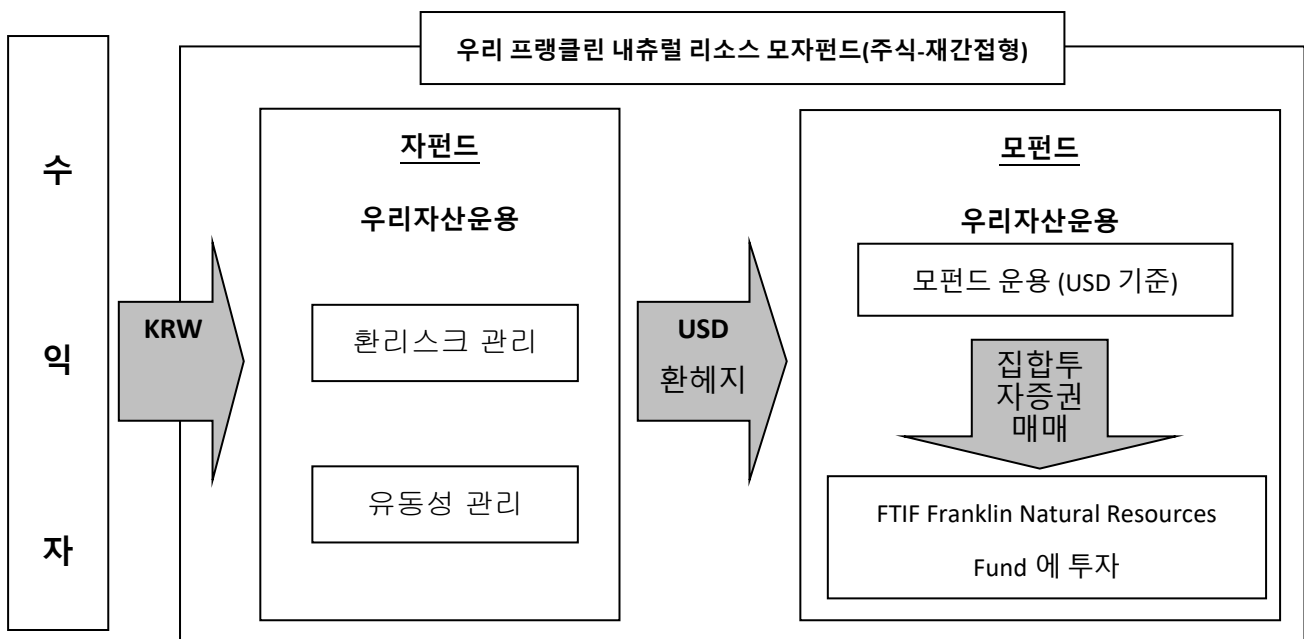 우리 프랭클린 내츄럴 리소스 모자펀드(주식-재간접형)
수
익
자
KRW
자펀드
우리자산운용
환리스크 관리
유동성 관리
USD
환헤지
모펀드
우리자산운용
모펀드 운용 (USD 기준)
집합투
자증권
매매
FTIF Franklin Natural Resources
Fund 에 투자